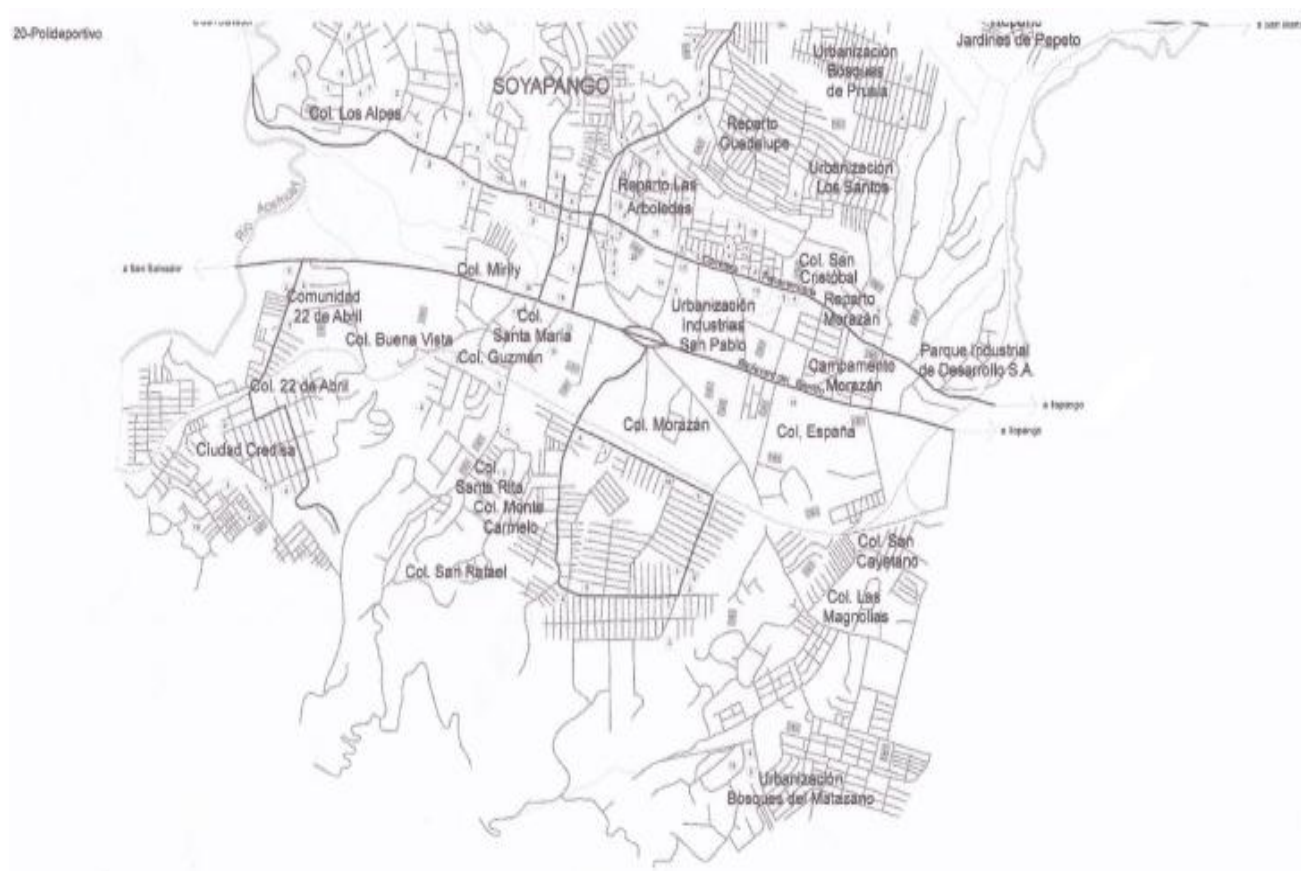 20-Polideportivo
Jardines de Pepeto
Urbanización
Bosques
de Prusia
SOYAPANGO
Col. Los Alpes
Reparto
Guadalupe
Urbanización
Los Santos
Reparto Las
Arboledas
Río Acelhuat
a San Salvador
Col. Mirily
Col. San
Cristóbal
Reparto
Morazán
Comunidad
22 de Abril
Urbanización
Industrias
San Pablo
Col.
Santa María
Col. Buena Vista
Col. Guzmán
Parque Industrial
de Desarrollo S.A.
Campamento
Morazán
Col. 22 de Abril
a Ilopango
a Ilopango
Col. Morazán
Col. España
Ciudad Credisa
Col.
Santa Rita
Col. Monte
Carmelo
Col. San Rafael
Col. San
Cayetano
Col. Las
Magnolias
Urbanización
Bosques del Matazano